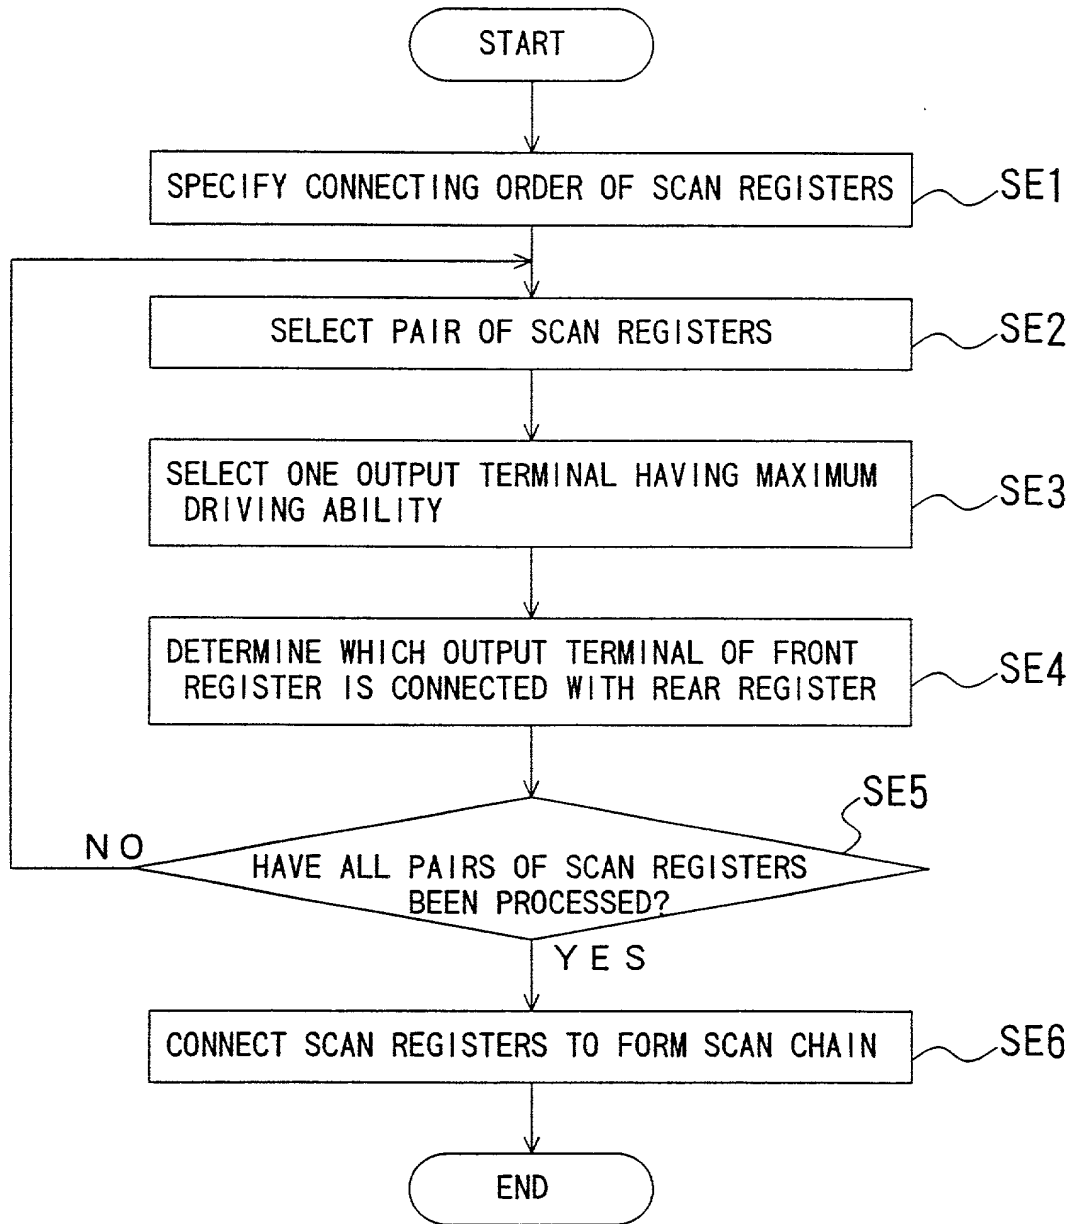 START
SPECIFY CONNECTING ORDER OF SCAN REGISTERS
SE1
SELECT PAIR OF SCAN REGISTERS
SE2
SELECT ONE OUTPUT TERMINAL HAVING MAXIMUM
DRIVING ABILITY
SE3
DETERMINE WHICH OUTPUT TERMINAL OF FRONT
REGISTER IS CONNECTED WITH REAR REGISTER
SE4
SE5
NO
HAVE ALL PAIRS OF SCAN REGISTERS
BEEN PROCESSED?
YES
CONNECT SCAN REGISTERS TO FORM SCAN CHAIN
SE6
END